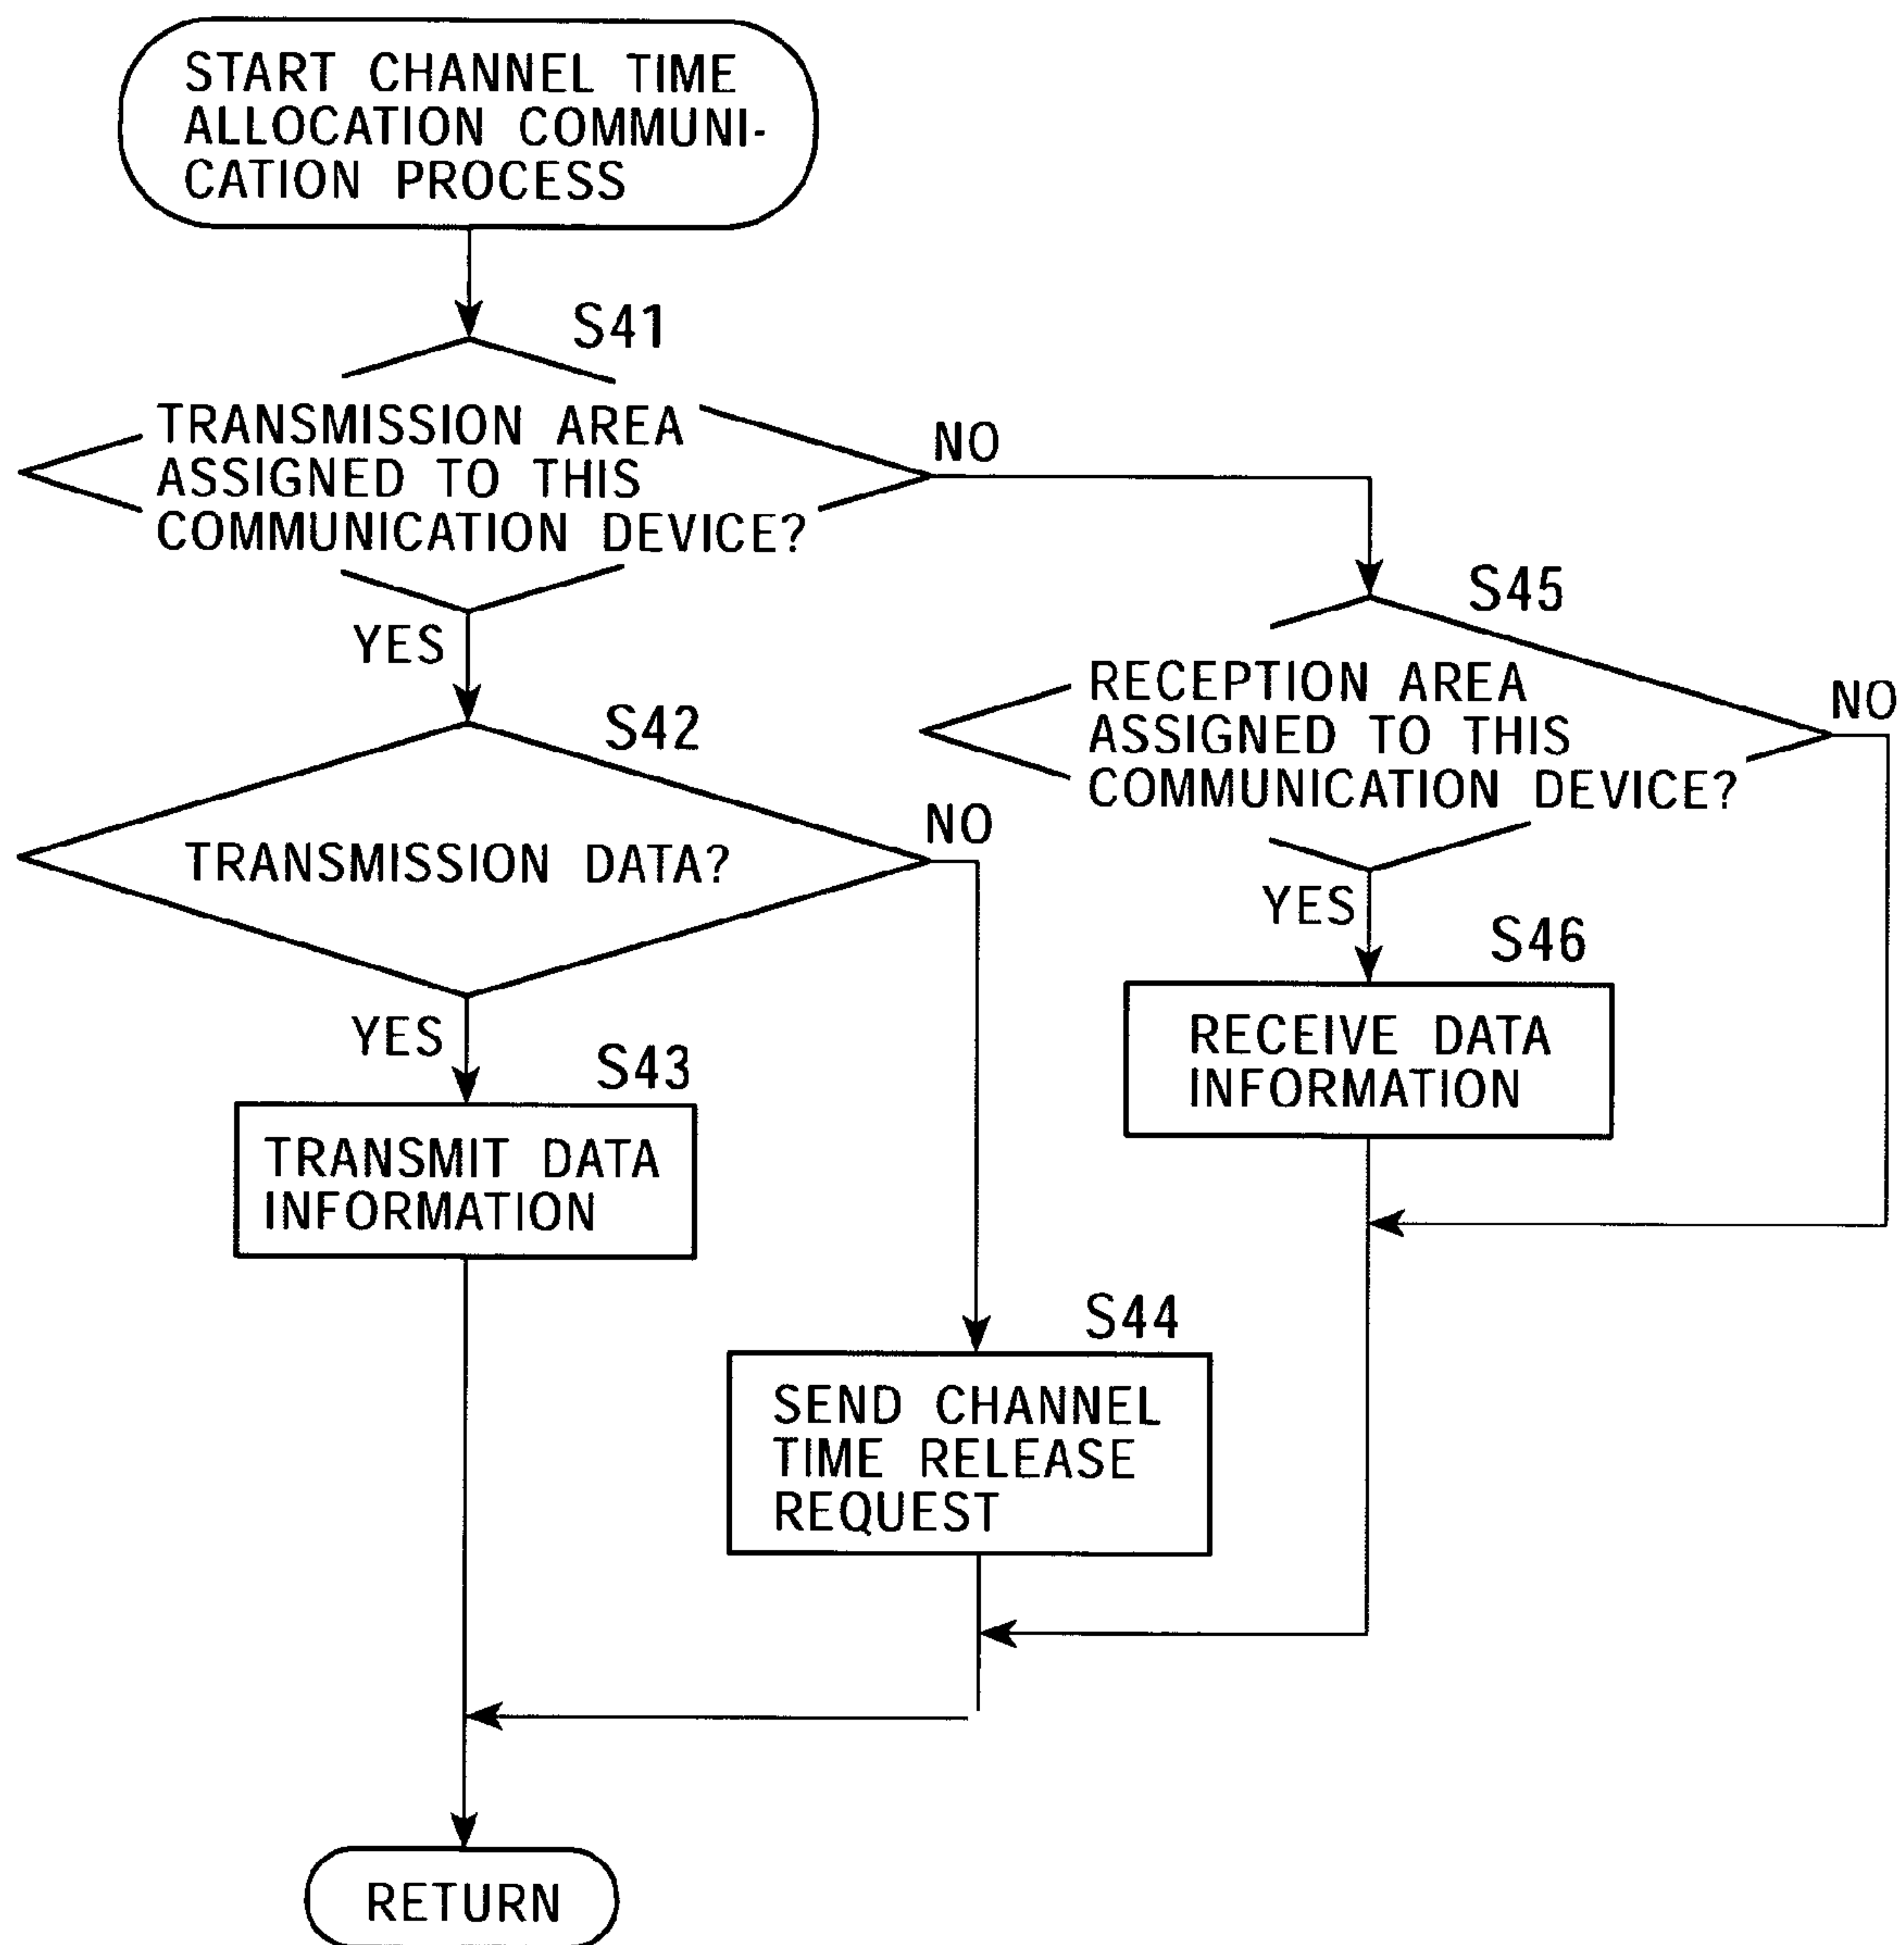 START CHANNEL TIME
ALLOCATION COMMUNI-
CATION PROCESS
S41
TRANSMISSION AREA
ASSIGNED TO THIS
COMMUNICATION DEVICE?
NO
YES
S42
TRANSMISSION DATA?
NO
YES
S43
TRANSMIT DATA
INFORMATION
S44
SEND CHANNEL
TIME RELEASE
REQUEST
S45
RECEPTION AREA
ASSIGNED TO THIS
COMMUNICATION DEVICE?
NO
YES
S46
RECEIVE DATA
INFORMATION
RETURN